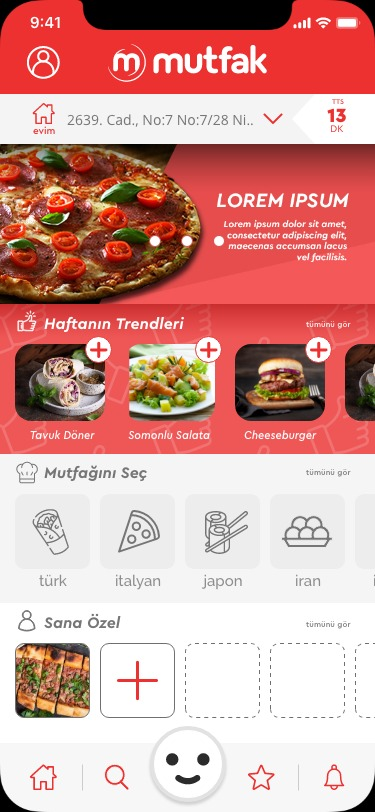 9:41
m mutfak
evim
2639. Cad., No:7 No:7/28 Ni..
TTS
13
DK
LOREM IPSUM
Lorem ipsum dolor sit amet,
consectetur adipiscing elit,
maecenas accumsan lacus
vel facilisis.
Haftanın Trendleri
tümünü gör
Tavuk Döner
Somonlu Salata
Cheeseburger
Mutfağını Seç
tümünü gör
türk
italyan
japon
iran
Sana Özel
tümünü gör